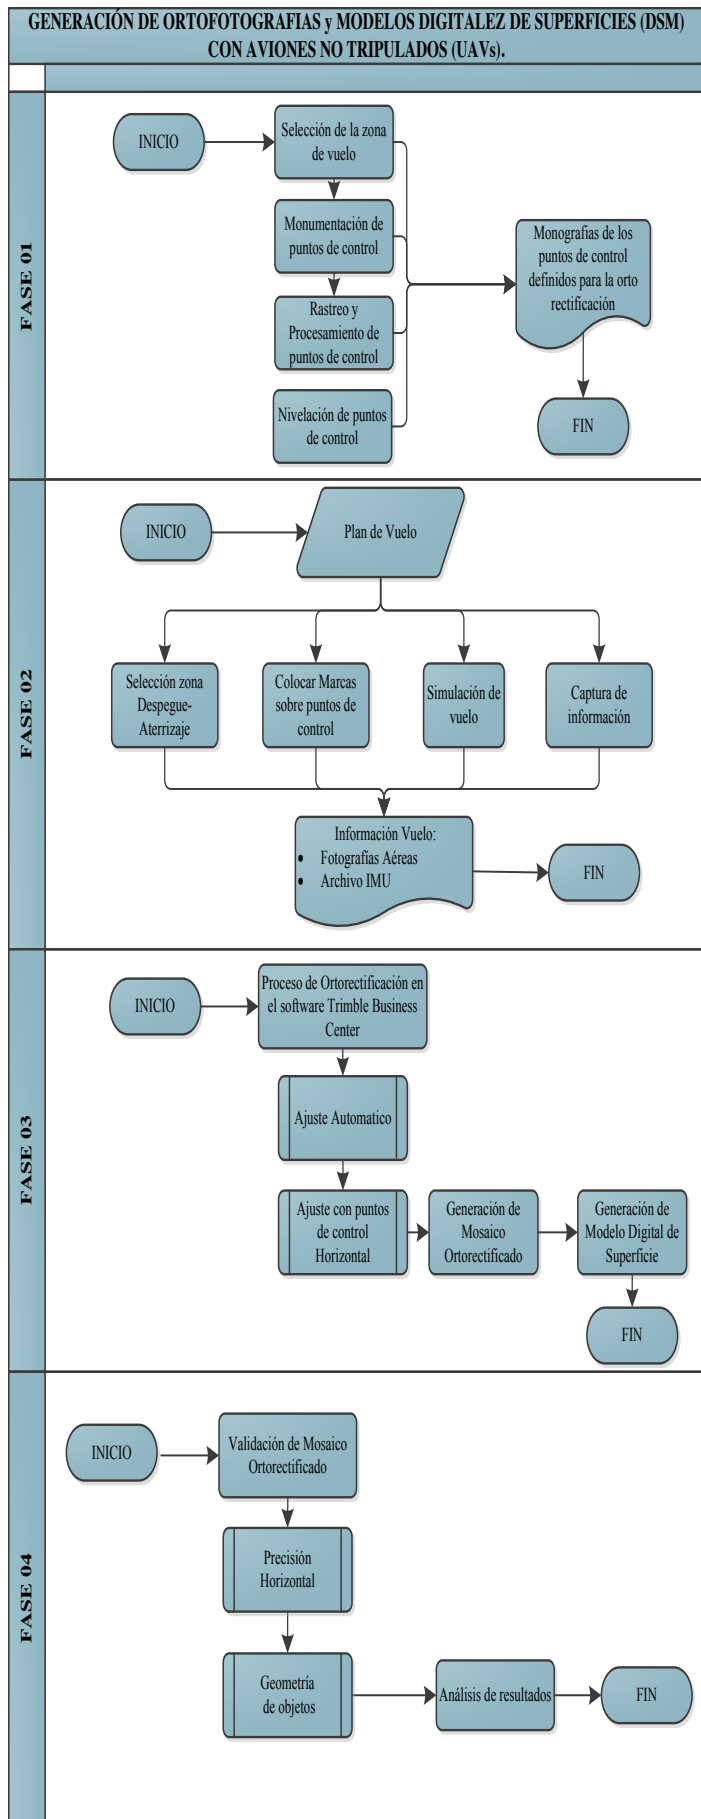 GENERACIÓN DE ORTOFOTOGRAFIAS y MODELOS DIGITALEZ DE SUPERFICIES (DSM)
CON AVIONES NO TRIPULADOS (UAVs).
FASE 01
INICIO
Selección de la zona
de vuelo
Monumentación de
puntos de control
Rastreo y
Procesamiento de
puntos de control
Nivelación de puntos
de control
Monografías de los
puntos de control
definidos para la orto
rectificación
FIN
FASE 02
INICIO
Plan de Vuelo
Selección zona
Despegue-
Aterrizaje
Colocar Marcas
sobre puntos de
control
Simulación de
vuelo
Captura de
información
Información Vuelo:
• Fotografías Aéreas
• Archivo IMU
FIN
FASE 03
INICIO
Proceso de Ortorectificación en
el software Trimble Business
Center
Ajuste Automatico
Ajuste con puntos
de control
Horizontal
Generación de
Mosaico
Ortorectificado
Generación de
Modelo Digital de
Superficie
FIN
FASE 04
INICIO
Validación de Mosaico
Ortorectificado
Precisión
Horizontal
Geometría
de objetos
Análisis de resultados
FIN